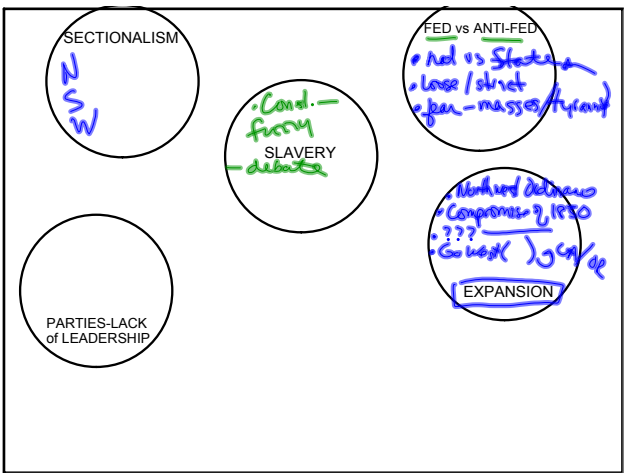 SECTIONALISM
N
S
W
FED vs ANTI-FED
• vs States
• loose / strict
• fear - masses / tyranny
• Const. —
fuzzy
SLAVERY
- debate
• Northwest Ordinance
• Compromise of 1850
• ???
• Go west ( )
EXPANSION
PARTIES-LACK
of LEADERSHIP